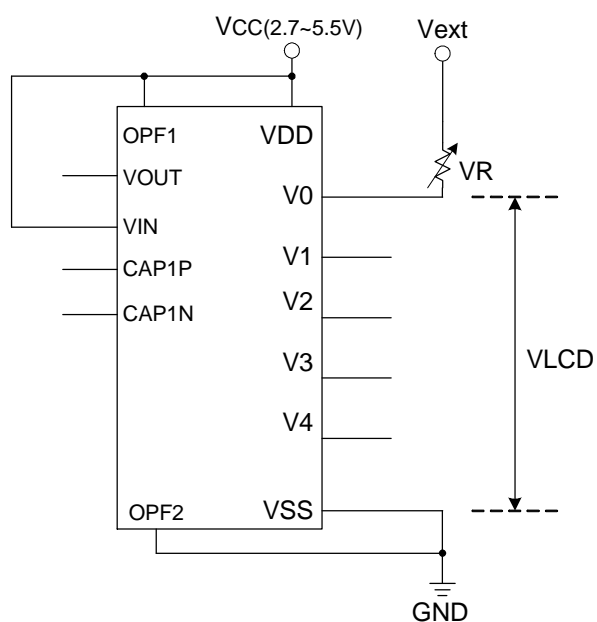 VCC(2.7~5.5V)
Vext
OPF1
VDD
VOUT
VR
V0
VIN
V1
CAP1P
V2
CAP1N
V3
VLCD
V4
OPF2
VSS
GND